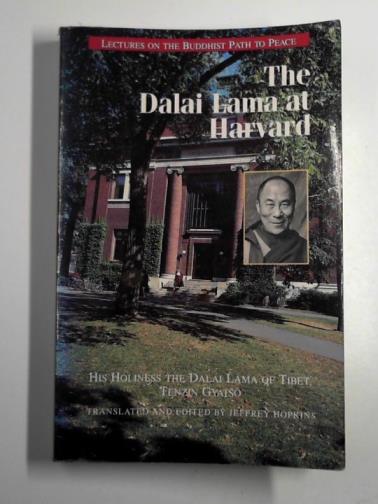 LECTURES ON THE BUDDHIST PATH TO PEACE
The
Dalai Lama at
Harvard
HIS HOLINESS THE DALAI LAMA OF TIBET,
TENZIN GYATSO
TRANSLATED AND EDITED BY JEFFREY HOPKINS